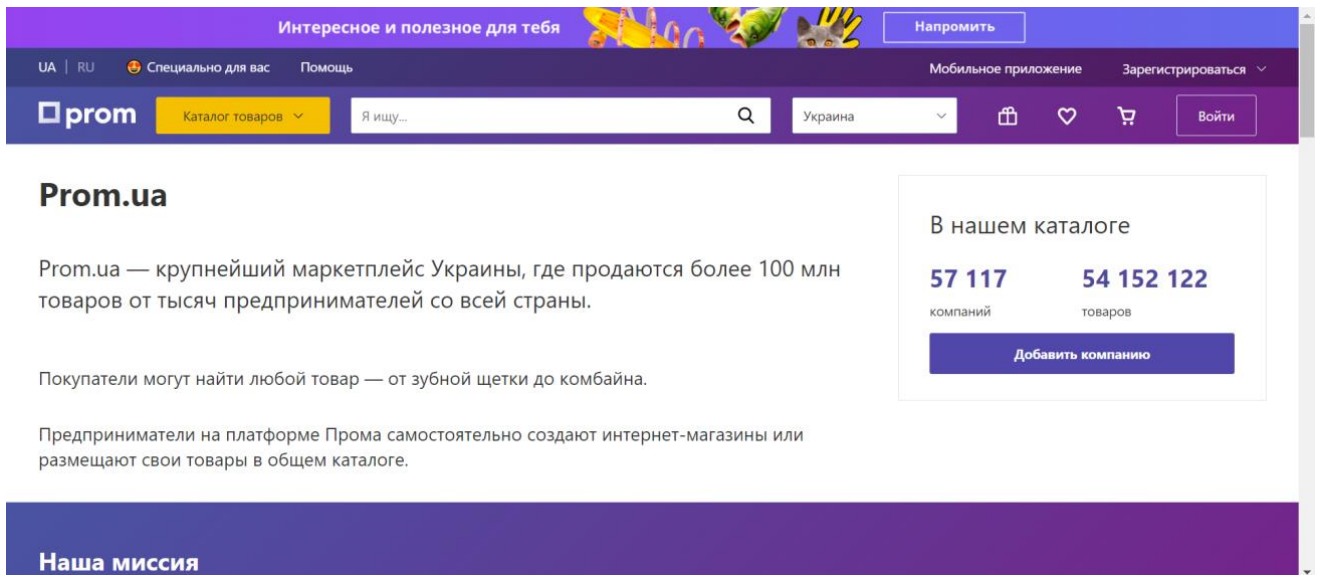 Интересное и полезное для тебя
Напромить
UA | RU
Специально для вас
Помощь
Мобильное приложение
Зарегистрироваться
prom
Каталог товаров
Я ищу...
Украина
Войти
Prom.ua
Prom.ua — крупнейший маркетплейс Украины, где продаются более 100 млн
товаров от тысяч предпринимателей со всей страны.
Покупатели могут найти любой товар — от зубной щетки до комбайна.
Предприниматели на платформе Прома самостоятельно создают интернет-магазины или
размещают свои товары в общем каталоге.
В нашем каталоге
57 117 54 152 122
компаний товаров
Добавить компанию
Наша миссия